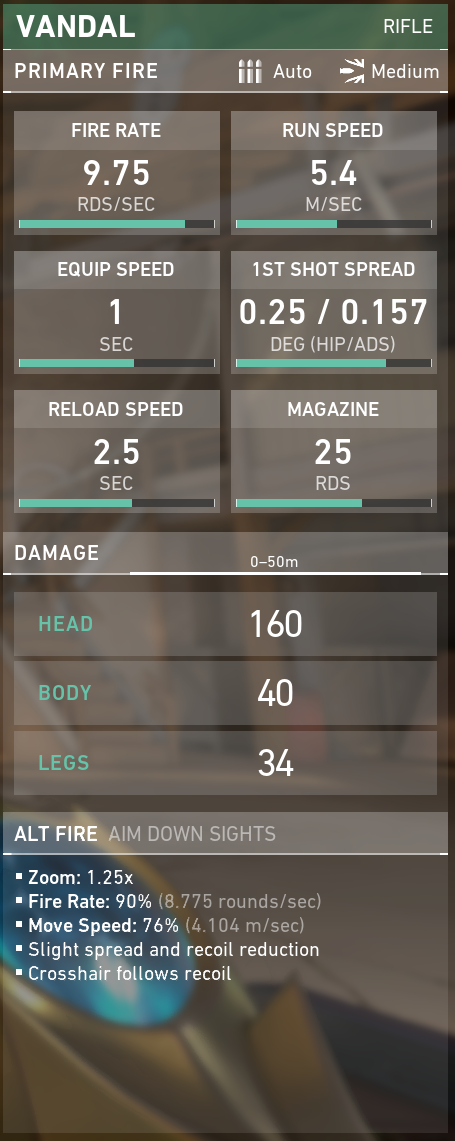 VANDAL RIFLE
PRIMARY FIRE Auto Medium
FIRE RATE RUN SPEED
9.75 5.4
RDS/SEC M/SEC
EQUIP SPEED 1ST SHOT SPREAD
1 0.25 / 0.157
SEC DEG (HIP/ADS)
RELOAD SPEED MAGAZINE
2.5 25
SEC RDS
DAMAGE 0–50m
HEAD 160
BODY 40
LEGS 34
ALT FIRE AIM DOWN SIGHTS
Zoom: 1.25x
Fire Rate: 90% (8.775 rounds/sec)
Move Speed: 76% (4.104 m/sec)
Slight spread and recoil reduction
Crosshair follows recoil